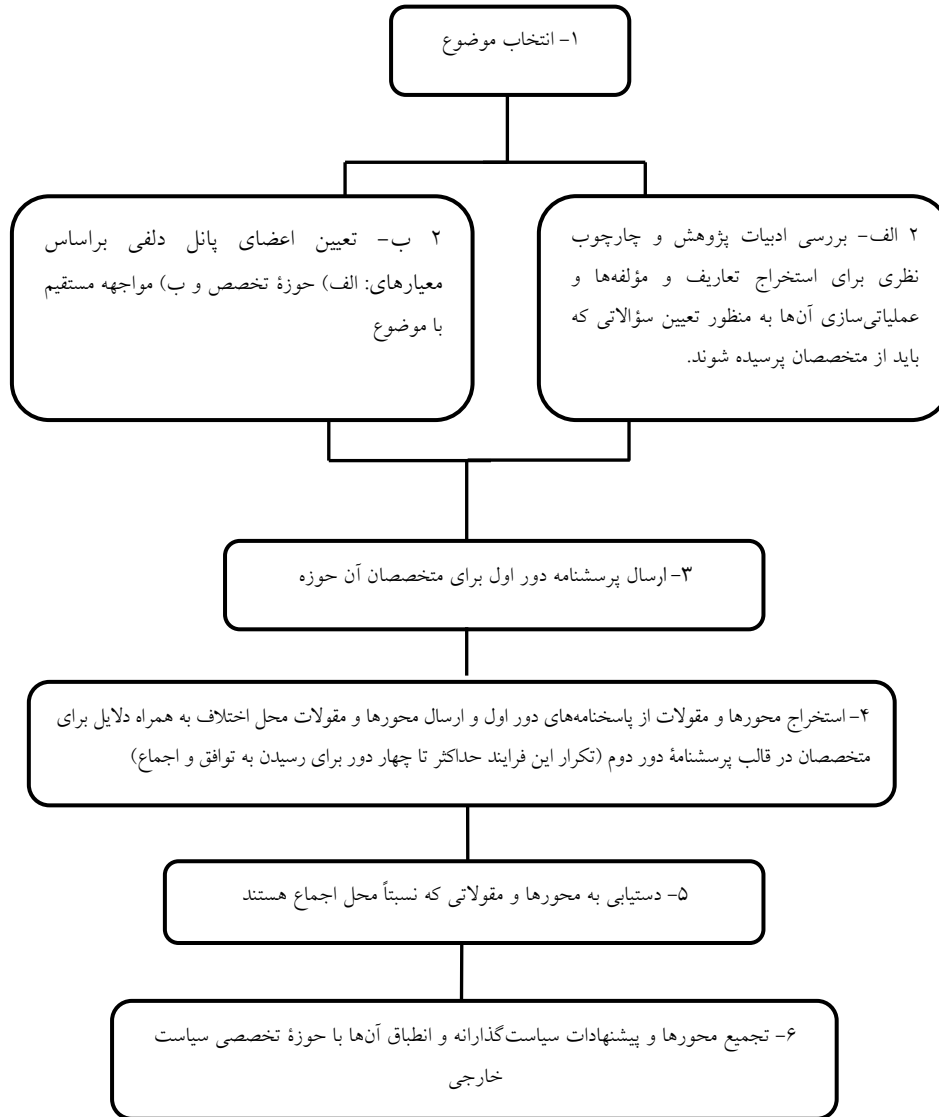 ۱- انتخاب موضوع
۲ الف- بررسی ادبیات پژوهش و چارچوب
نظری برای استخراج تعاریف و مؤلفه‌ها و
عملیاتی‌سازی آن‌ها به منظور تعیین سؤالاتی که
باید از متخصصان پرسیده شوند.
۲ ب- تعیین اعضای پانل دلفی براساس
معیارهای: الف) حوزهٔ تخصص و ب) مواجهه مستقیم
با موضوع
۳- ارسال پرسشنامه دور اول برای متخصصان آن حوزه
۴- استخراج محورها و مقولات از پاسخنامه‌های دور اول و ارسال محورها و مقولات محل اختلاف به همراه دلایل برای
متخصصان در قالب پرسشنامهٔ دور دوم (تکرار این فرایند حداکثر تا چهار دور برای رسیدن به توافق و اجماع)
۵- دستیابی به محورها و مقولاتی که نسبتاً محل اجماع هستند
۶- تجمیع محورها و پیشنهادات سیاست‌گذارانه و انطباق آن‌ها با حوزهٔ تخصصی سیاست
خارجی